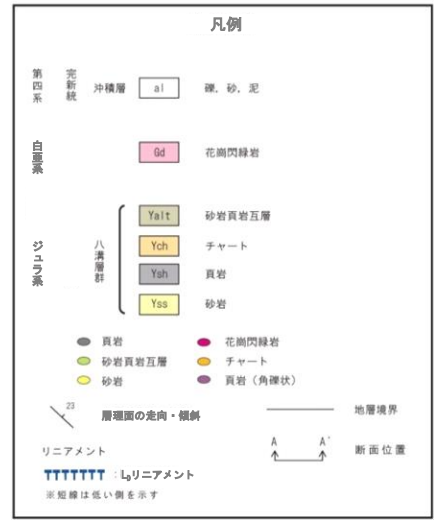 凡例
第四系 完新統 沖積層 al 礫，砂，泥
白亜系 Gd 花崗閃緑岩
ジュラ系 八溝層群
Yalt 砂岩頁岩互層
Ych チャート
Ysh 頁岩
Yss 砂岩
頁岩 花崗閃緑岩
砂岩頁岩互層 チャート
砂岩 頁岩（角礫状）
23 層理面の走向・傾斜 地層境界
A A´ 断面位置
リニアメント
LDリニアメント
※短線は低い側を示す